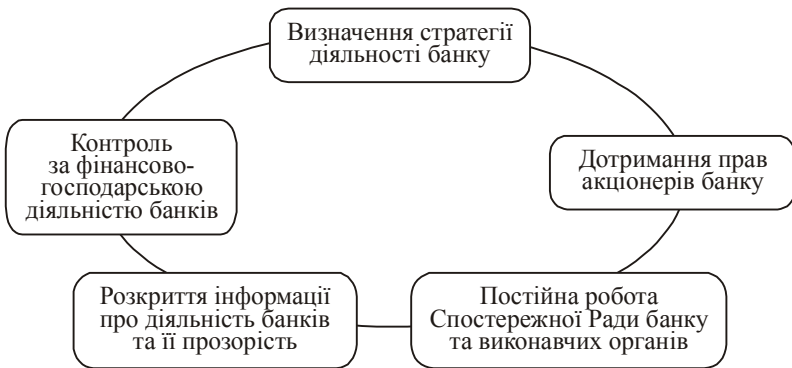 Визначення стратегії
діяльності банку
Контроль
за фінансово-
господарською
діяльністю банків
Дотримання прав
акціонерів банку
Розкриття інформації
про діяльність банків
та її прозорість
Постійна робота
Спостережної Ради банку
та виконавчих органів